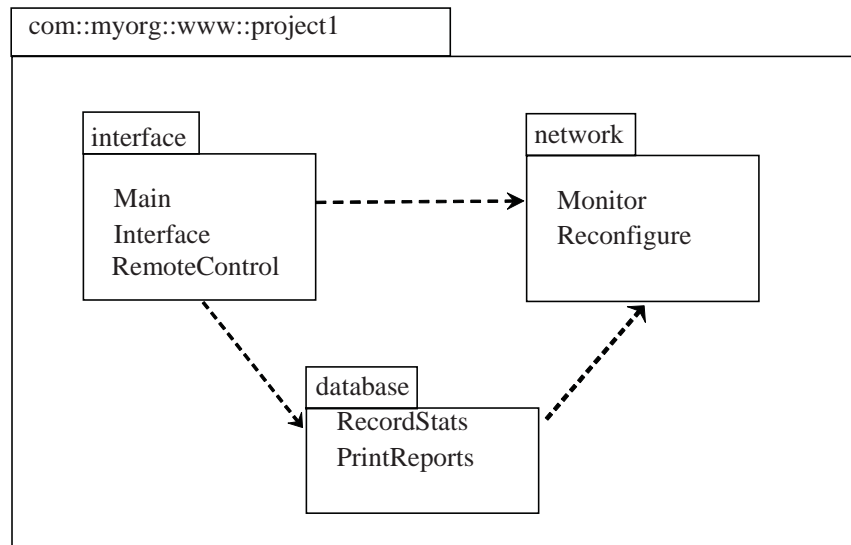 com::myorg::www::project1
interface
Main
Interface
RemoteControl
network
Monitor
Reconfigure
database
RecordStats
PrintReports